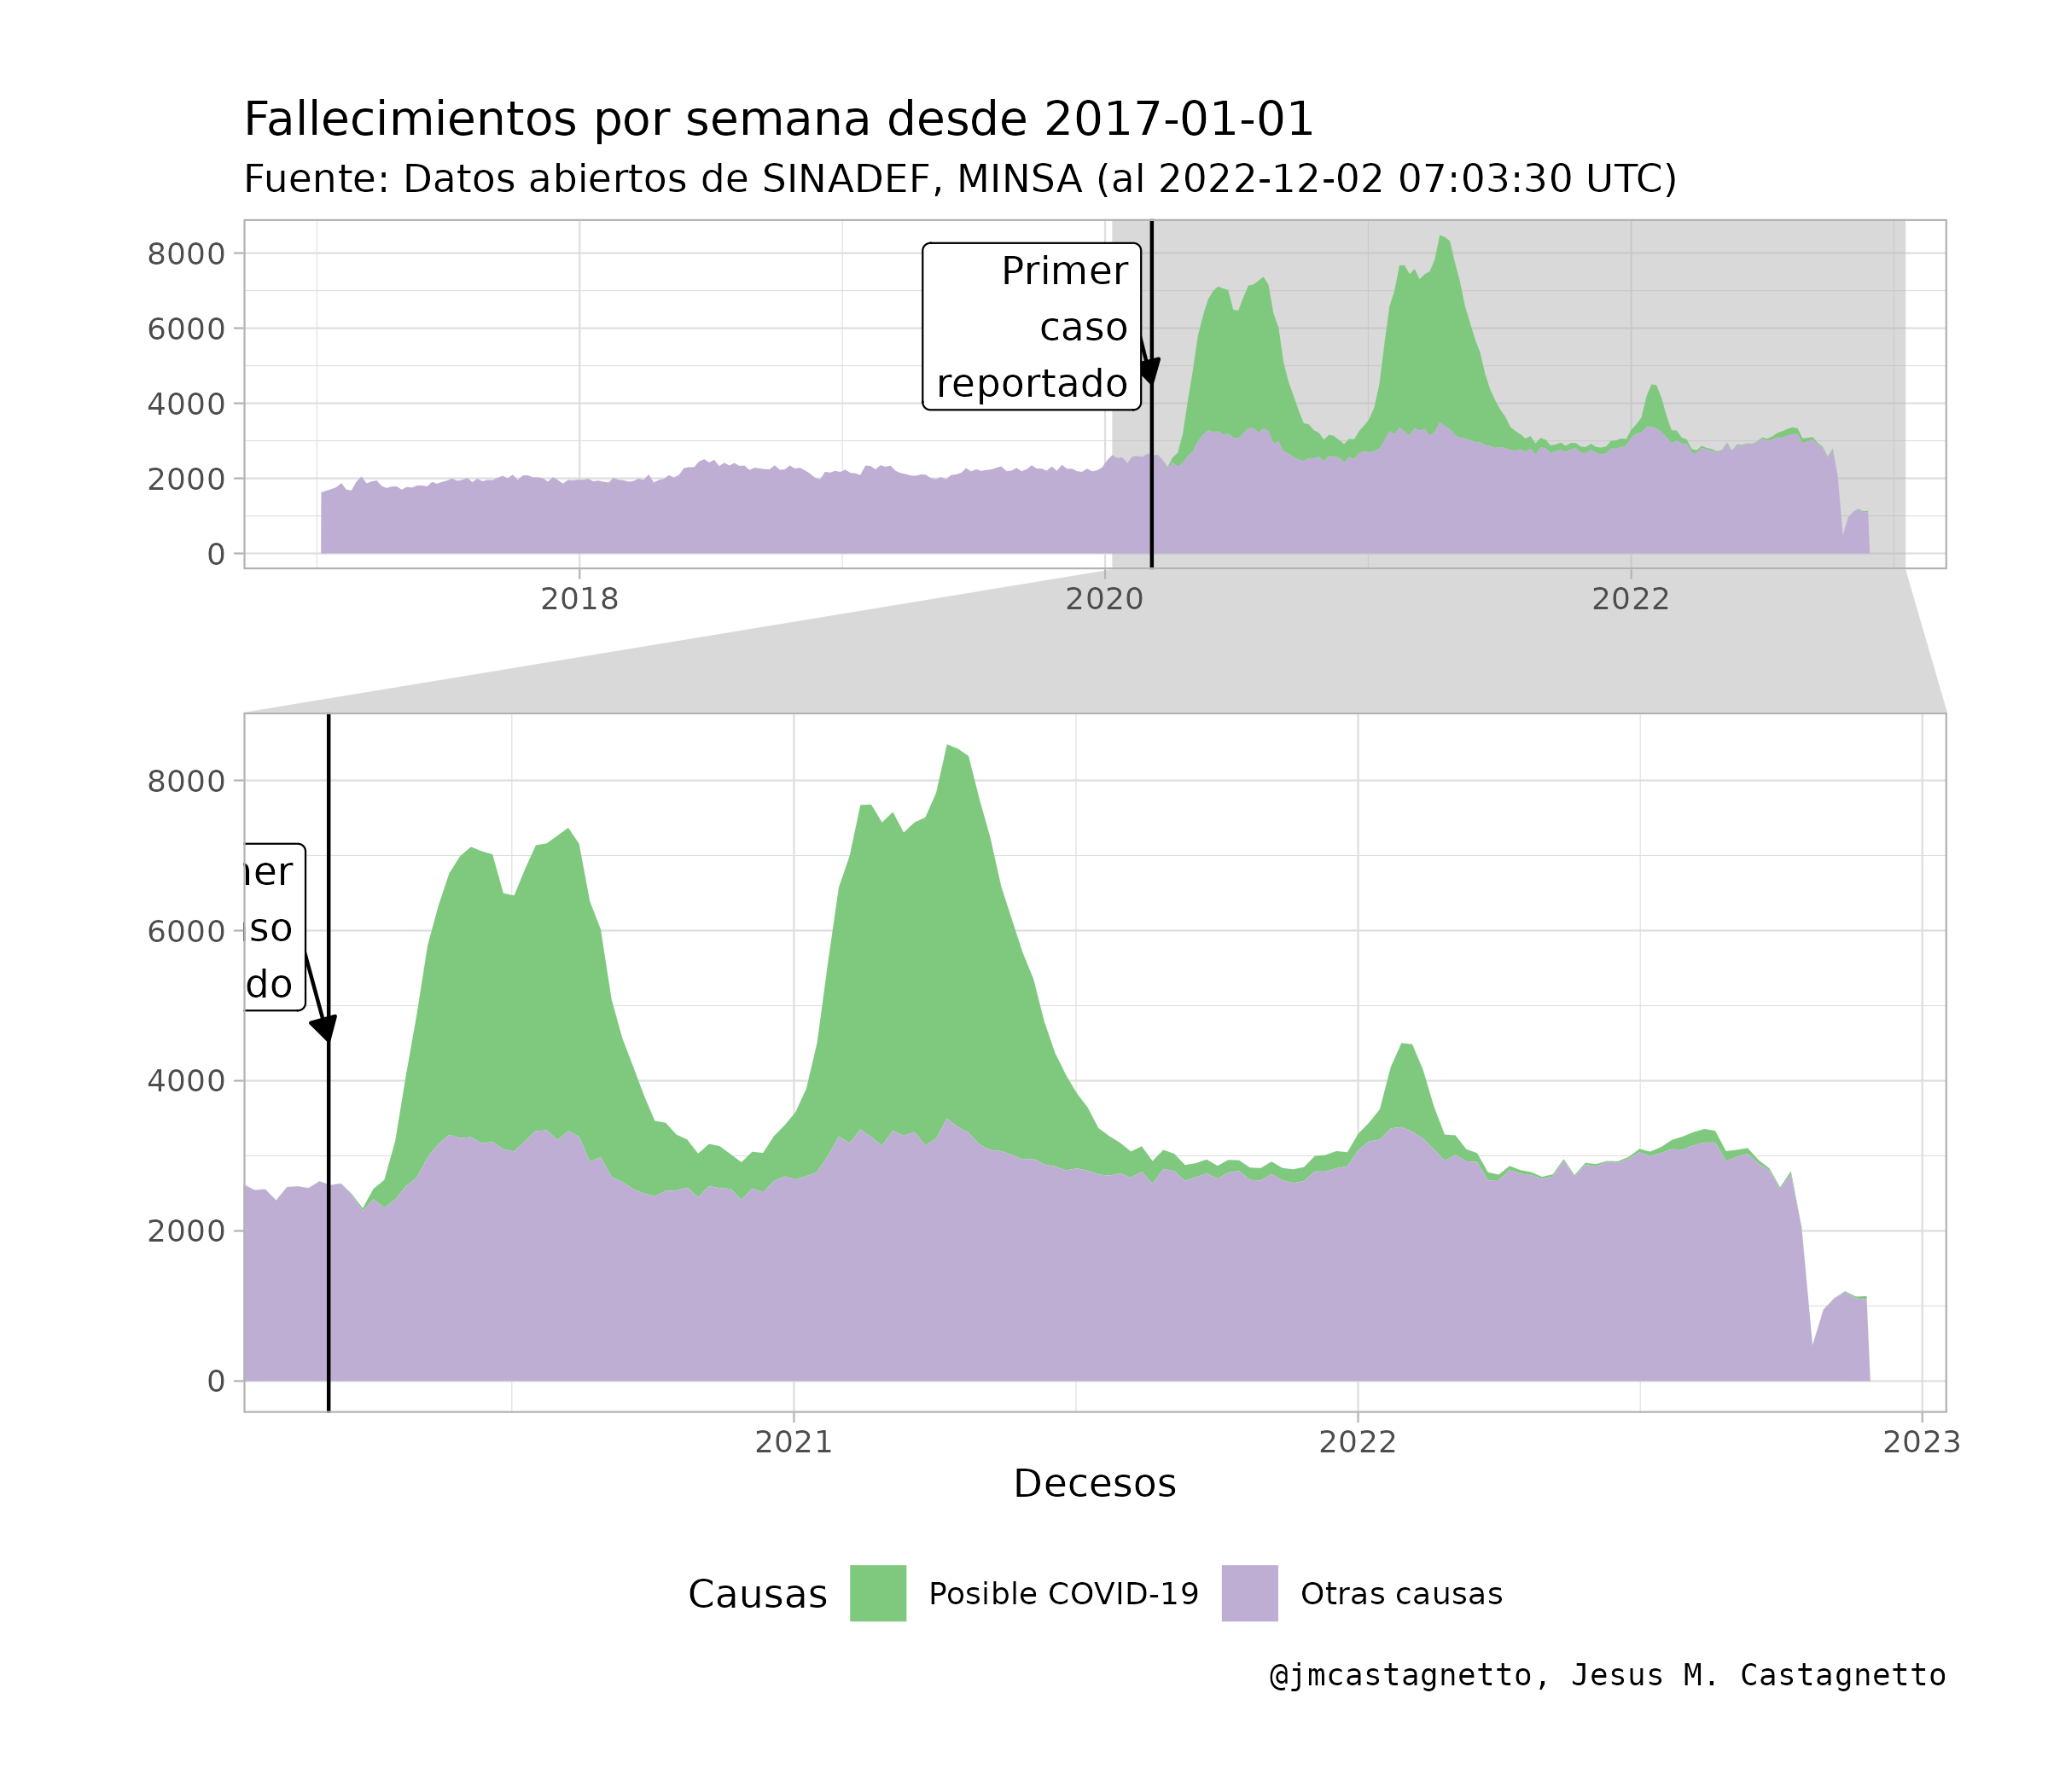 Fallecimientos por semana desde 2017-01-01
Fuente: Datos abiertos de SINADEF, MINSA (al 2022-12-02 07:03:30 UTC)
8000
6000
4000
2000
0
Primer
caso
reportado
2018
2020
2022
8000
6000
4000
2000
0
er
so
do
2021
2022
2023
Decesos
Causas
Posible COVID-19
Otras causas
@jmcastagnetto, Jesus M. Castagnetto